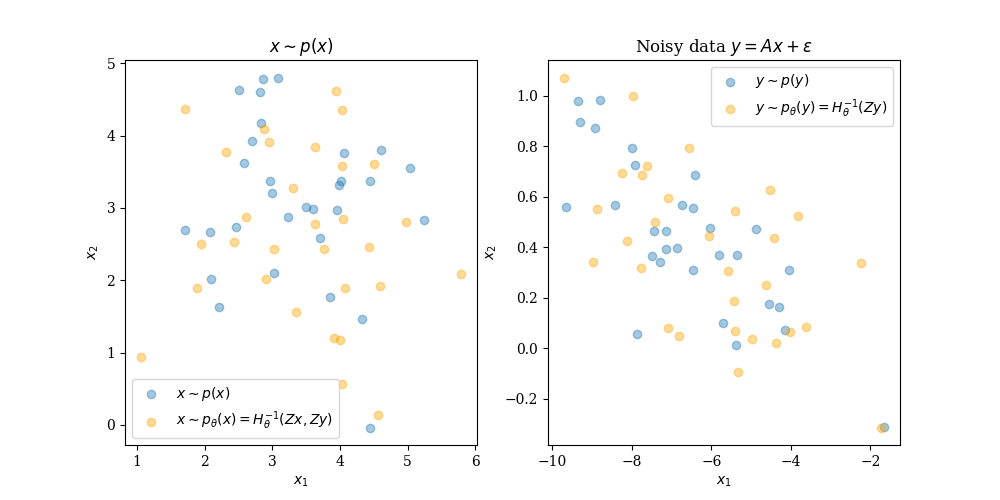 x ~ p(x)
Noisy data y = Ax + ε
5
4
3
2
1
0
x₂
1 2 3 4 5 6
x₁
x ~ p(x)
x ~ p_θ(x) = H_θ^{-1}(Zx, Zy)
1.0
0.8
0.6
0.4
0.2
0.0
−0.2
x₂
−10 −8 −6 −4 −2
x₁
y ~ p(y)
y ~ p_θ(y) = H_θ^{-1}(Zy)